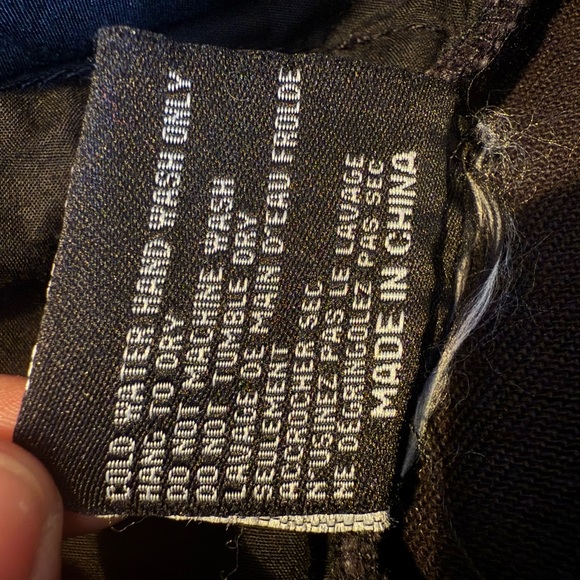 COLD WATER HAND WASH ONLY
HANG TO DRY
DO NOT MACHINE WASH
DO NOT TUMBLE DRY
LAVAGE DE MAIN D'EAU FROIDE
SEULEMENT
ACCROCHER SEC
N'USINEZ PAS LE LAVAGE
NE DEGRINGOLEZ PAS SEC
MADE IN CHINA